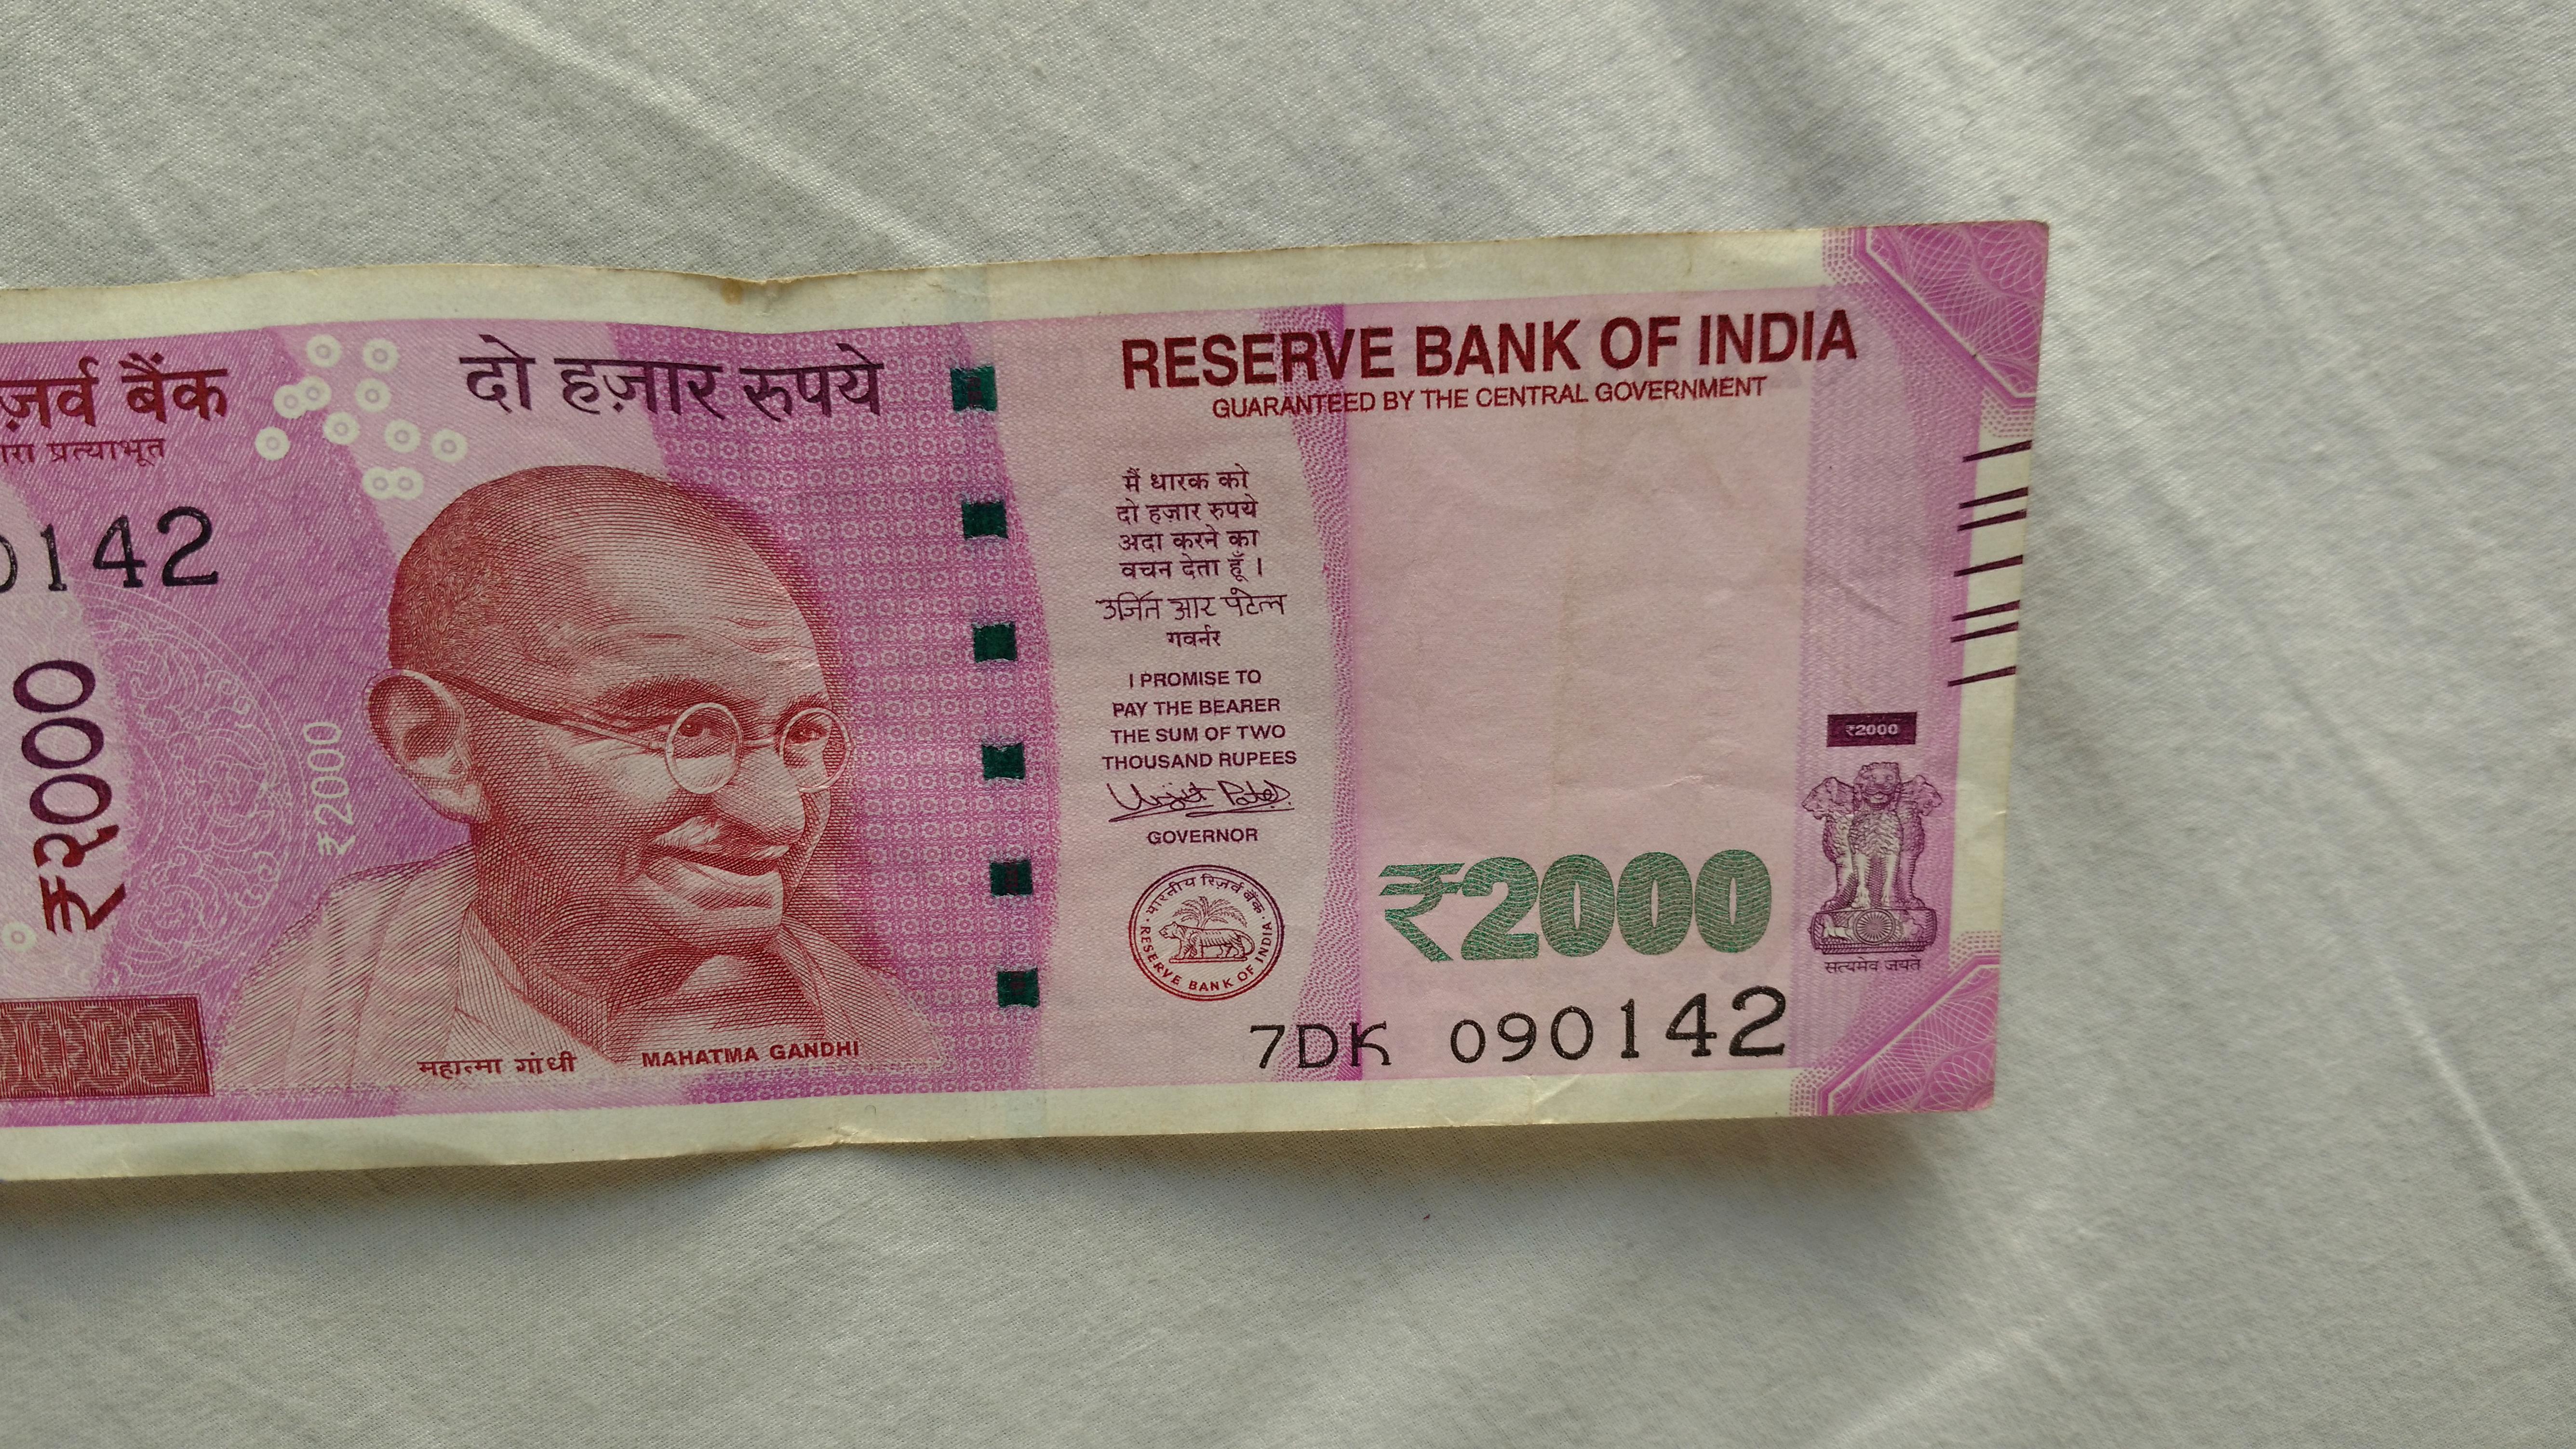 ज़र्व बैंक
दो हज़ार रुपये
RESERVE BANK OF INDIA
GUARANTEED BY THE CENTRAL GOVERNMENT
प्रत्याभूत
0142
₹२०००
₹2000
मैं धारक को
दो हज़ार रुपये
अदा करने का
वचन देता हूँ ।
उर्जित आर पटेल
गवर्नर
I PROMISE TO
PAY THE BEARER
THE SUM OF TWO
THOUSAND RUPEES
Urjit Patel
GOVERNOR
भारतीय रिज़र्व बैंक
RESERVE BANK OF INDIA
₹2000
₹2000
सत्यमेव जयते
7DK 090142
महात्मा गांधी MAHATMA GANDHI